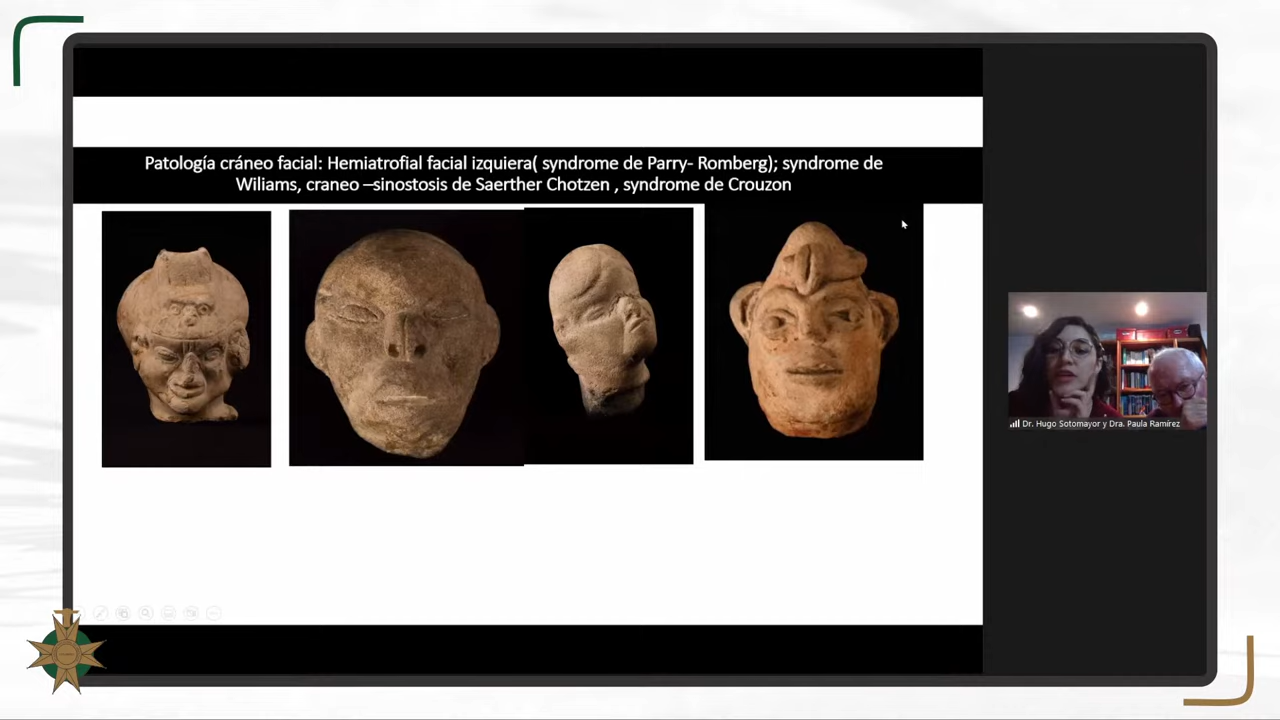 Patología cráneo facial: Hemiatrofial facial izquiera( syndrome de Parry- Romberg); syndrome de
Wiliams, craneo –sinostosis de Saerther Chotzen , syndrome de Crouzon
Dr. Hugo Sotomayor y Dra. Paula Ramírez